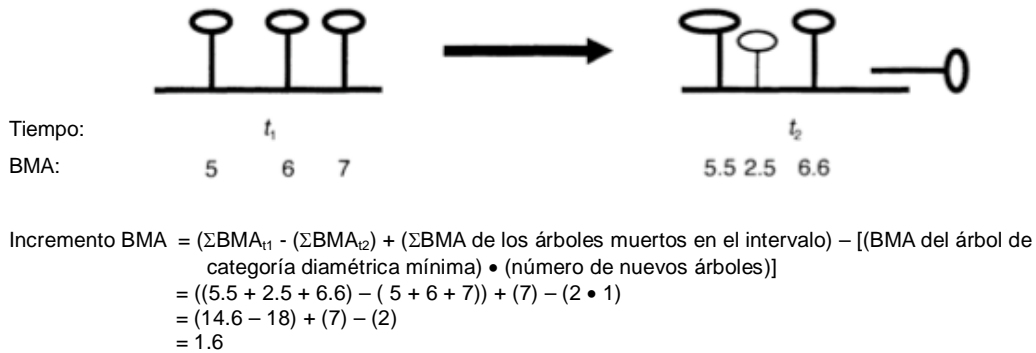 Tiempo: t₁ t₂
BMA: 5 6 7 5.5 2.5 6.6
Incremento BMA = (ΣBMAt1 - (ΣBMAt2) + (ΣBMA de los árboles muertos en el intervalo) – [(BMA del árbol de
categoría diamétrica mínima) • (número de nuevos árboles)]
= ((5.5 + 2.5 + 6.6) – ( 5 + 6 + 7)) + (7) – (2 • 1)
= (14.6 – 18) + (7) – (2)
= 1.6